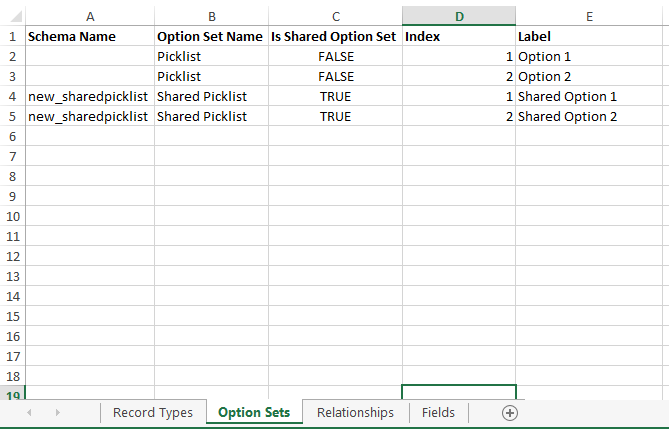 A B C D E
1 Schema Name Option Set Name Is Shared Option Set Index Label
2 Picklist FALSE 1 Option 1
3 Picklist FALSE 2 Option 2
4 new_sharedpicklist Shared Picklist TRUE 1 Shared Option 1
5 new_sharedpicklist Shared Picklist TRUE 2 Shared Option 2
6
7
8
9
10
11
12
13
14
15
16
17
18
19
Record Types Option Sets Relationships Fields